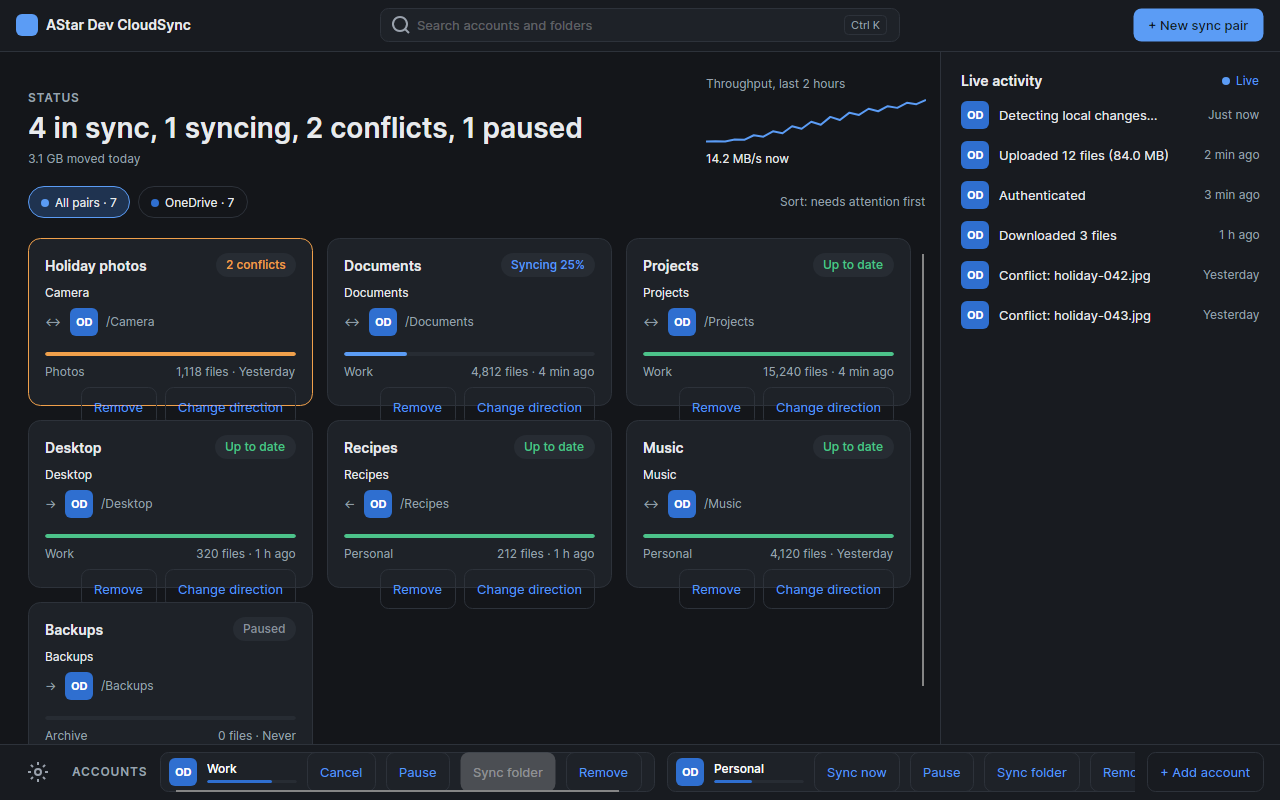 AStar Dev CloudSync
Search accounts and folders
Ctrl K
+ New sync pair
STATUS
4 in sync, 1 syncing, 2 conflicts, 1 paused
3.1 GB moved today
Throughput, last 2 hours
14.2 MB/s now
All pairs · 7
OneDrive · 7
Sort: needs attention first
Holiday photos
2 conflicts
Camera
↔ OD /Camera
Photos
1,118 files · Yesterday
Remove
Change direction
Documents
Syncing 25%
Documents
↔ OD /Documents
Work
4,812 files · 4 min ago
Remove
Change direction
Projects
Up to date
Projects
↔ OD /Projects
Work
15,240 files · 4 min ago
Remove
Change direction
Desktop
Up to date
Desktop
→ OD /Desktop
Work
320 files · 1 h ago
Remove
Change direction
Recipes
Up to date
Recipes
← OD /Recipes
Personal
212 files · 1 h ago
Remove
Change direction
Music
Up to date
Music
↔ OD /Music
Personal
4,120 files · Yesterday
Remove
Change direction
Backups
Paused
Backups
→ OD /Backups
Archive
0 files · Never
Live activity
Live
OD Detecting local changes... Just now
OD Uploaded 12 files (84.0 MB) 2 min ago
OD Authenticated 3 min ago
OD Downloaded 3 files 1 h ago
OD Conflict: holiday-042.jpg Yesterday
OD Conflict: holiday-043.jpg Yesterday
ACCOUNTS
OD Work
Cancel
Pause
Sync folder
Remove
OD Personal
Sync now
Pause
Sync folder
Remo
+ Add account